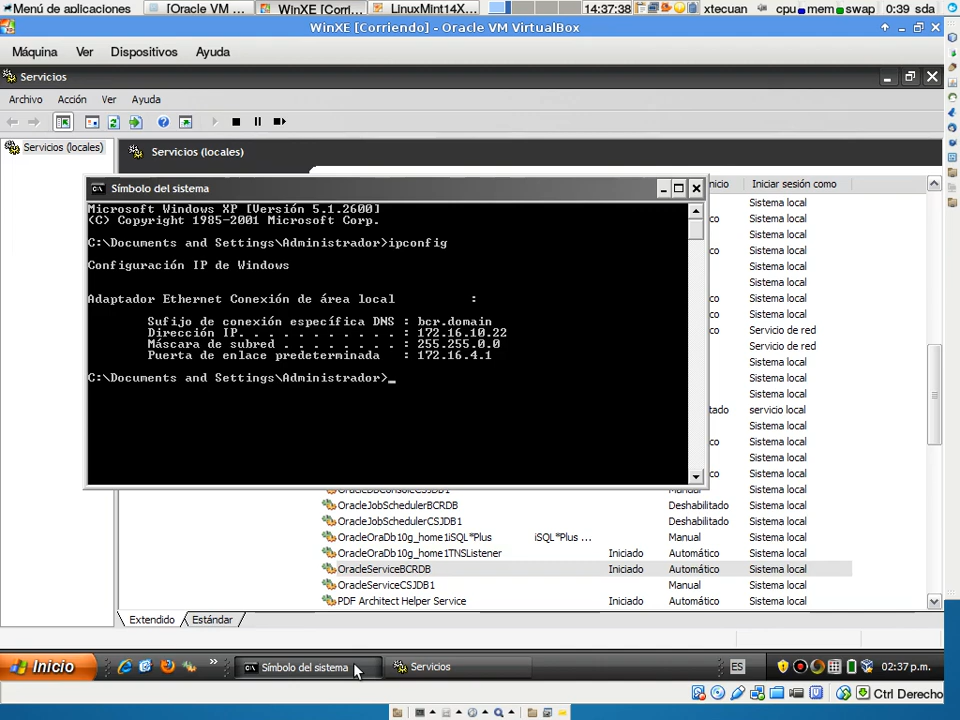 Menú de aplicaciones
[Oracle VM ...
WinXE [Corri...
LinuxMint14X...
14:37:38
xtecuan
cpu mem swap
0:39 sda
WinXE [Corriendo] - Oracle VM VirtualBox
Máquina Ver Dispositivos Ayuda
Servicios
Archivo Acción Ver Ayuda
Servicios (locales)
Servicios (locales)
nicio Iniciar sesión como
Símbolo del sistema
Microsoft Windows XP [Versión 5.1.2600]
(C) Copyright 1985-2001 Microsoft Corp.
C:\Documents and Settings\Administrador>ipconfig
Configuración IP de Windows
Adaptador Ethernet Conexión de área local :
Sufijo de conexión específica DNS : bcr.domain
Dirección IP. . . . . . . . . . . : 172.16.10.22
Máscara de subred . . . . . . . . : 255.255.0.0
Puerta de enlace predeterminada : 172.16.4.1
C:\Documents and Settings\Administrador>_
Sistema local
Sistema local
Sistema local
Sistema local
Sistema local
Sistema local
Sistema local
Sistema local
Servicio de red
Servicio de red
Sistema local
Sistema local
Sistema local
tado servicio local
Sistema local
Sistema local
Sistema local
Sistema local
OracleDBConsoleCSJDB1 Manual Sistema local
OracleJobSchedulerBCRDB Deshabilitado Sistema local
OracleJobSchedulerCSJDB1 Deshabilitado Sistema local
OracleOraDb10g_home1iSQL*Plus iSQL*Plus ... Manual Sistema local
OracleOraDb10g_home1TNSListener Iniciado Automático Sistema local
OracleServiceBCRDB Iniciado Automático Sistema local
OracleServiceCSJDB1 Manual Sistema local
PDF Architect Helper Service Iniciado Automático Sistema local
Extendido Estándar
Inicio
Símbolo del sistema
Servicios
ES
02:37 p.m.
Ctrl Derecho